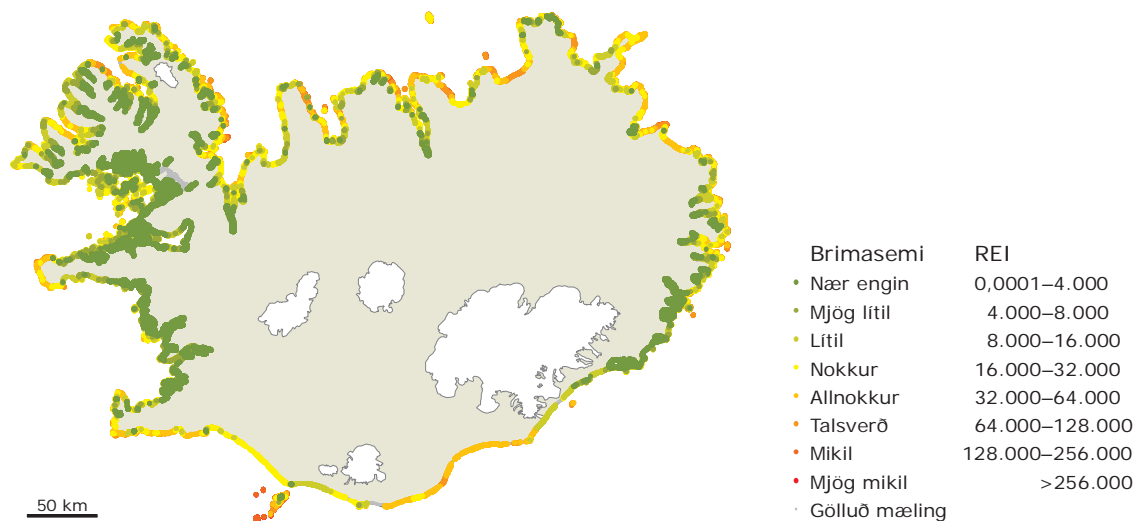 Brimasemi REI
Nær engin 0,0001–4.000
Mjög lítil 4.000–8.000
Lítil 8.000–16.000
Nokkur 16.000–32.000
Allnokkur 32.000–64.000
Talsverð 64.000–128.000
Mikil 128.000–256.000
Mjög mikil >256.000
Gölluð mæling
50 km